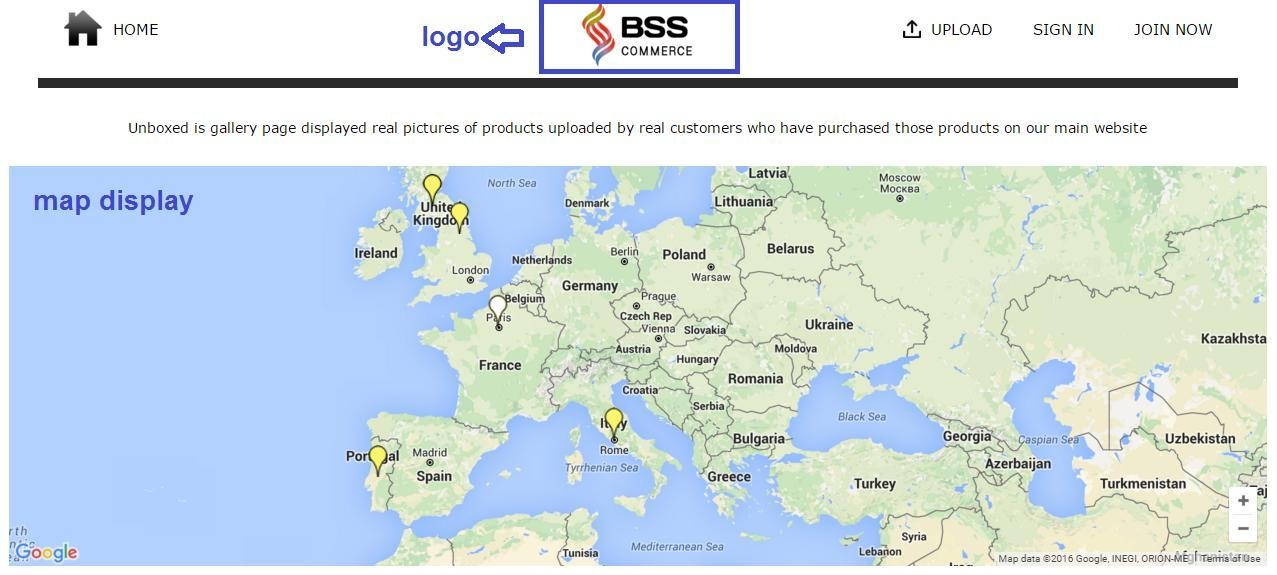 HOME
logo
BSS
COMMERCE
UPLOAD
SIGN IN
JOIN NOW
Unboxed is gallery page displayed real pictures of products uploaded by real customers who have purchased those products on our main website
map display
North Sea
Latvia
Moscow
Москва
Denmark
Lithuania
United
Kingdom
Ireland
Netherlands
Berlin
Poland
Belarus
London
Warsaw
Germany
Belgium
Prague
Paris
Czech Rep
Vienna
Slovakia
Ukraine
Kazakhsta
France
Austria
Hungary
Moldova
Croatia
Romania
Serbia
Italy
Black Sea
Rome
Bulgaria
Georgia
Caspian Sea
Uzbekistan
Portugal
Madrid
Spain
Tyrrhenian Sea
Greece
Turkey
Azerbaijan
Turkmenistan
+
−
Google
Tunisia
Mediterranean Sea
Syria
Lebanon
Afghanistan
Map data ©2016 Google, INEGI, ORION-ME
Terms of Use